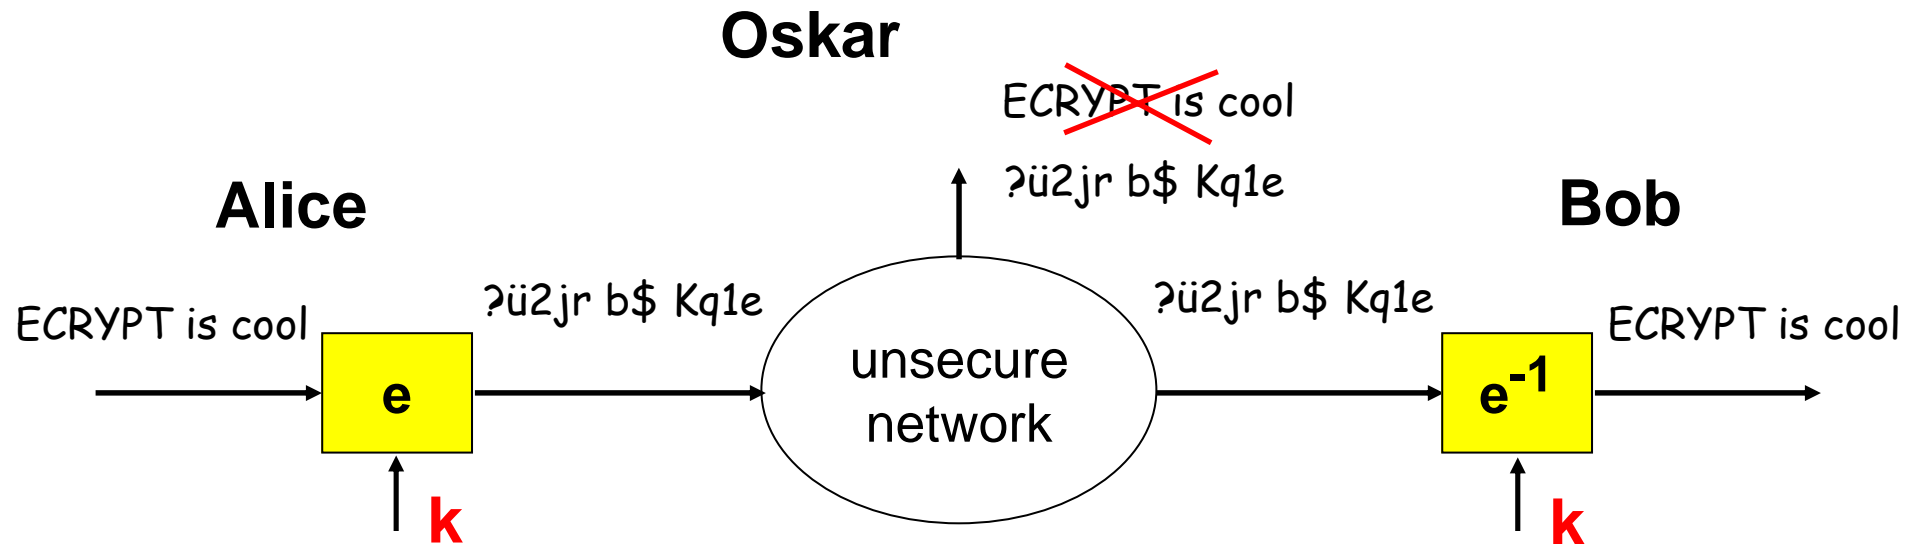 Oskar
ECRYPT is cool
?ü2jr b$ Kq1e
Alice
Bob
ECRYPT is cool
?ü2jr b$ Kq1e
?ü2jr b$ Kq1e
ECRYPT is cool
e
unsecure
network
e-1
k
k